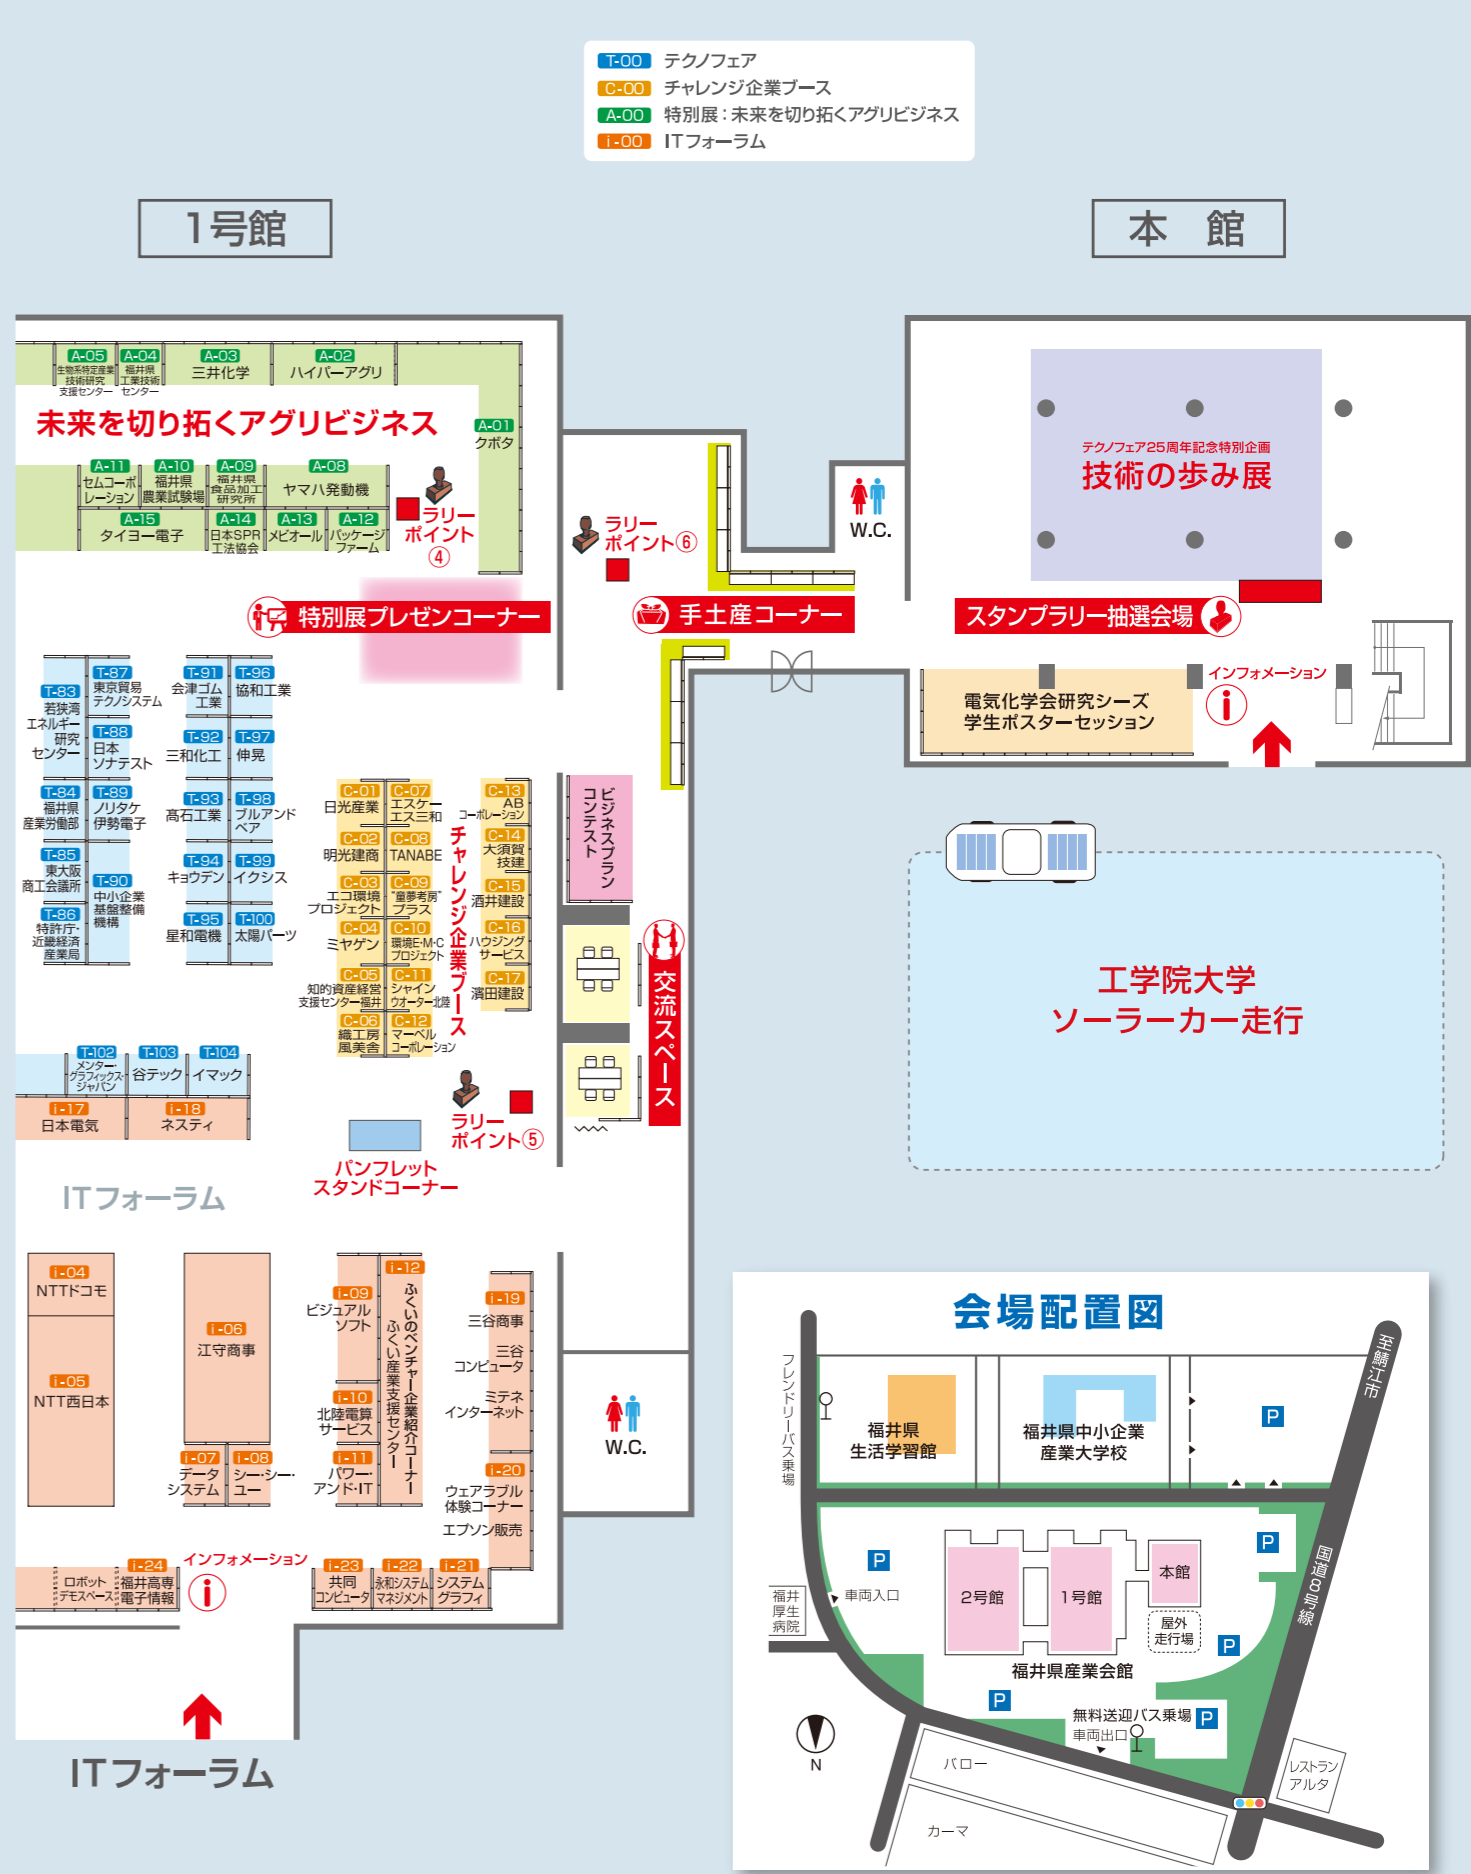 T-00 テクノフェア
C-00 チャレンジ企業ブース
A-00 特別展：未来を切り拓くアグリビジネス
i-00 ITフォーラム
1号館
本 館
A-05
生物系特定産業
技術研究
支援センター
A-04
福井県
工業技術
センター
A-03
三井化学
A-02
ハイパーアグリ
A-01
クボタ
未来を切り拓くアグリビジネス
A-11
セムコーポ
レーション
A-10
福井県
農業試験場
A-09
福井県
食品加工
研究所
A-08
ヤマハ発動機
A-15
タイヨー電子
A-14
日本SPR
工法協会
A-13
メビオール
A-12
パッケージ
ファーム
ラリー
ポイント
④
ラリー
ポイント⑥
W.C.
テクノフェア25周年記念特別企画
技術の歩み展
特別展プレゼンコーナー
手土産コーナー
スタンプラリー抽選会場
インフォメーション
電気化学会研究シーズ
学生ポスターセッション
T-83
若狭湾
エネルギー
研究
センター
T-84
福井県
産業労働部
T-85
東大阪
商工会議所
T-86
特許庁・
近畿経済
産業局
T-87
東京貿易
テクノシステム
T-88
日本
ソナテスト
T-89
ノリタケ
伊勢電子
T-90
中小企業
基盤整備
機構
T-91
会津ゴム
工業
T-92
三和化工
T-93
髙石工業
T-94
キョウデン
T-95
星和電機
T-96
協和工業
T-97
伸晃
T-98
ブルアンド
ベア
T-99
イクシス
T-100
太陽パーツ
C-01
日光産業
C-02
明光建商
C-03
エコ環境
プロジェクト
C-04
ミヤゲン
C-05
知的資産経営
支援センター福井
C-06
織工房
風美舎
C-07
エスケー
エス三和
C-08
TANABE
C-09
“童夢考房”
プラス
C-10
環境E・M・C
プロジェクト
C-11
シャイン
ウオーター北陸
C-12
マーベル
コーポレーション
チャレンジ企業ブース
C-13
AB
コーポレーション
C-14
大須賀
技建
C-15
酒井建設
C-16
ハウジング
サービス
C-17
濱田建設
ビジネスプラン
コンテスト
交流スペース
工学院大学
ソーラーカー走行
T-102
メンター・
グラフィックス・
ジャパン
T-103
谷テック
T-104
イマック
i-17
日本電気
i-18
ネスティ
ラリー
ポイント⑤
パンフレット
スタンドコーナー
ITフォーラム
i-04
NTTドコモ
i-05
NTT西日本
i-06
江守商事
i-07
データ
システム
i-08
シー・シー・
ユー
i-09
ビジュアル
ソフト
i-10
北陸電算
サービス
i-11
パワー・
アンド・IT
i-12
ふくいのベンチャー企業紹介コーナー
ふくい産業支援センター
i-19
三谷商事
三谷
コンピュータ
ミテネ
インターネット
i-20
ウェアラブル
体験コーナー
エプソン販売
W.C.
ロボット
デモスペース
i-24
福井高専
電子情報
インフォメーション
i-23
共同
コンピュータ
i-22
永和システム
マネジメント
i-21
システム
グラフィ
ITフォーラム
会場配置図
フレンドリーバス乗場
福井県
生活学習館
福井県中小企業
産業大学校
P
至鯖江市
国道8号線
P
P
車両入口
福井
厚生
病院
2号館
1号館
本館
屋外
走行場
P
福井県産業会館
P
無料送迎バス乗場
P
車両出口
N
バロー
カーマ
レストラン
アルタ